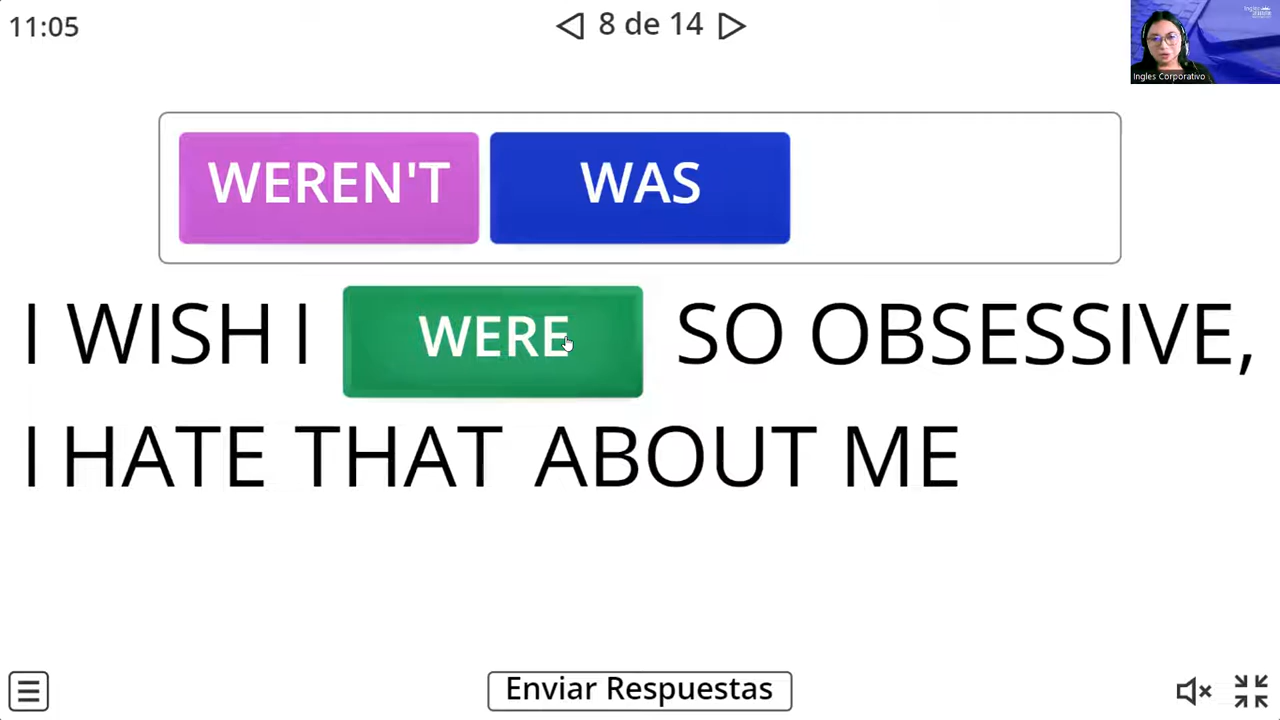 11:05
8 de 14
Ingles Corporativo
WEREN'T WAS
I WISH I WERE SO OBSESSIVE,
I HATE THAT ABOUT ME
Enviar Respuestas